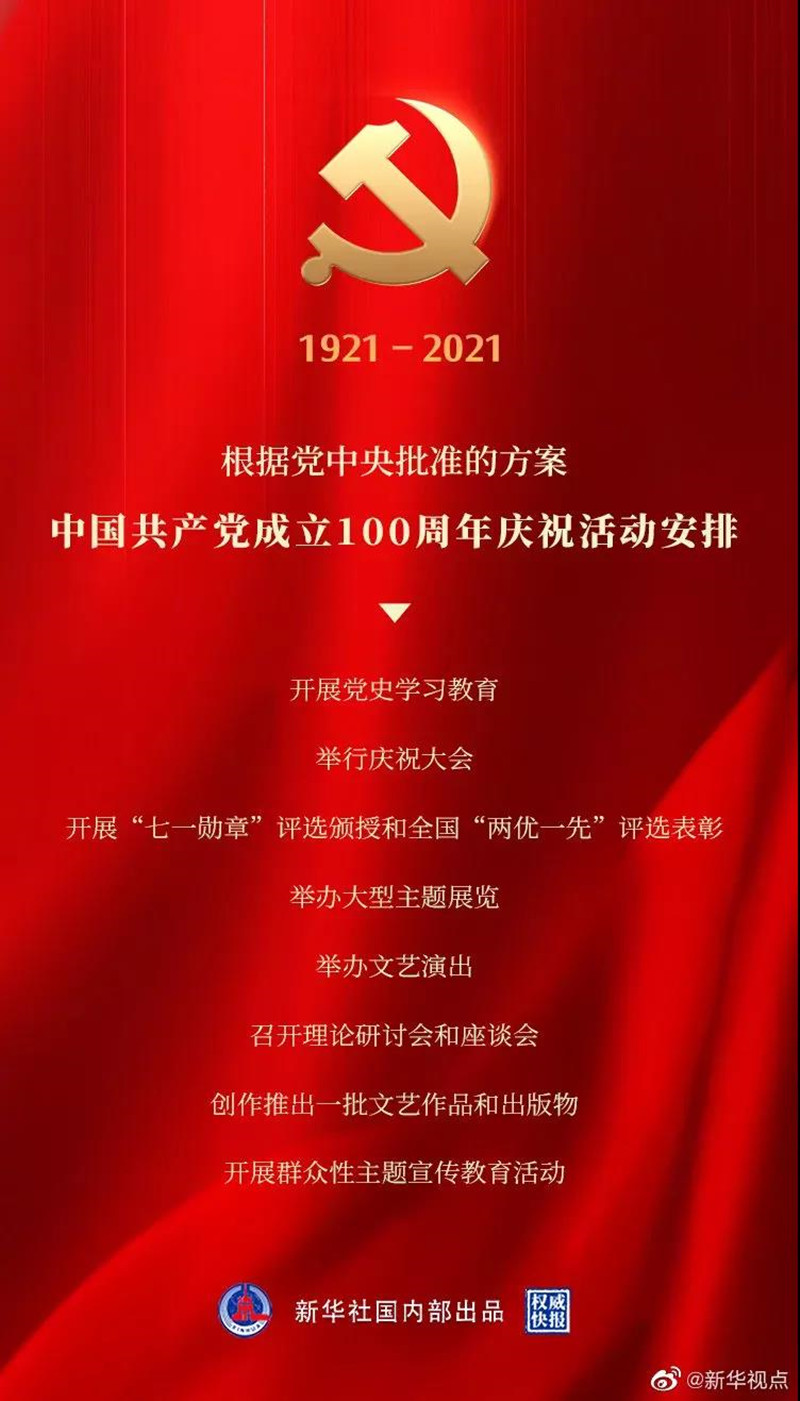 1921－2021
根据党中央批准的方案
中国共产党成立100周年庆祝活动安排
开展党史学习教育
举行庆祝大会
开展“七一勋章”评选颁授和全国“两优一先”评选表彰
举办大型主题展览
举办文艺演出
召开理论研讨会和座谈会
创作推出一批文艺作品和出版物
开展群众性主题宣传教育活动
XINHUA
新华社国内部出品
权威
快报
@新华视点